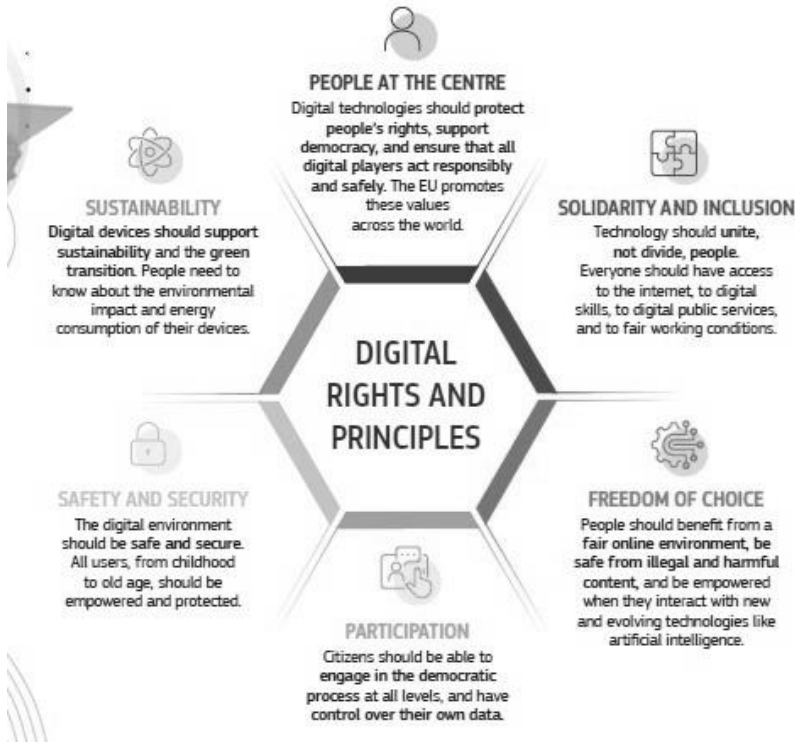 PEOPLE AT THE CENTRE
Digital technologies should protect
people's rights, support
democracy, and ensure that all
digital players act responsibly
and safely. The EU promotes
these values
across the world.
SUSTAINABILITY
Digital devices should support
sustainability and the green
transition. People need to
know about the environmental
impact and energy
consumption of their devices.
SOLIDARITY AND INCLUSION
Technology should unite,
not divide, people.
Everyone should have access
to the internet, to digital
skills, to digital public services,
and to fair working conditions.
DIGITAL
RIGHTS AND
PRINCIPLES
SAFETY AND SECURITY
The digital environment
should be safe and secure.
All users, from childhood
to old age, should be
empowered and protected.
FREEDOM OF CHOICE
People should benefit from a
fair online environment, be
safe from illegal and harmful
content, and be empowered
when they interact with new
and evolving technologies like
artificial intelligence.
PARTICIPATION
Citizens should be able to
engage in the democratic
process at all levels, and have
control over their own data.